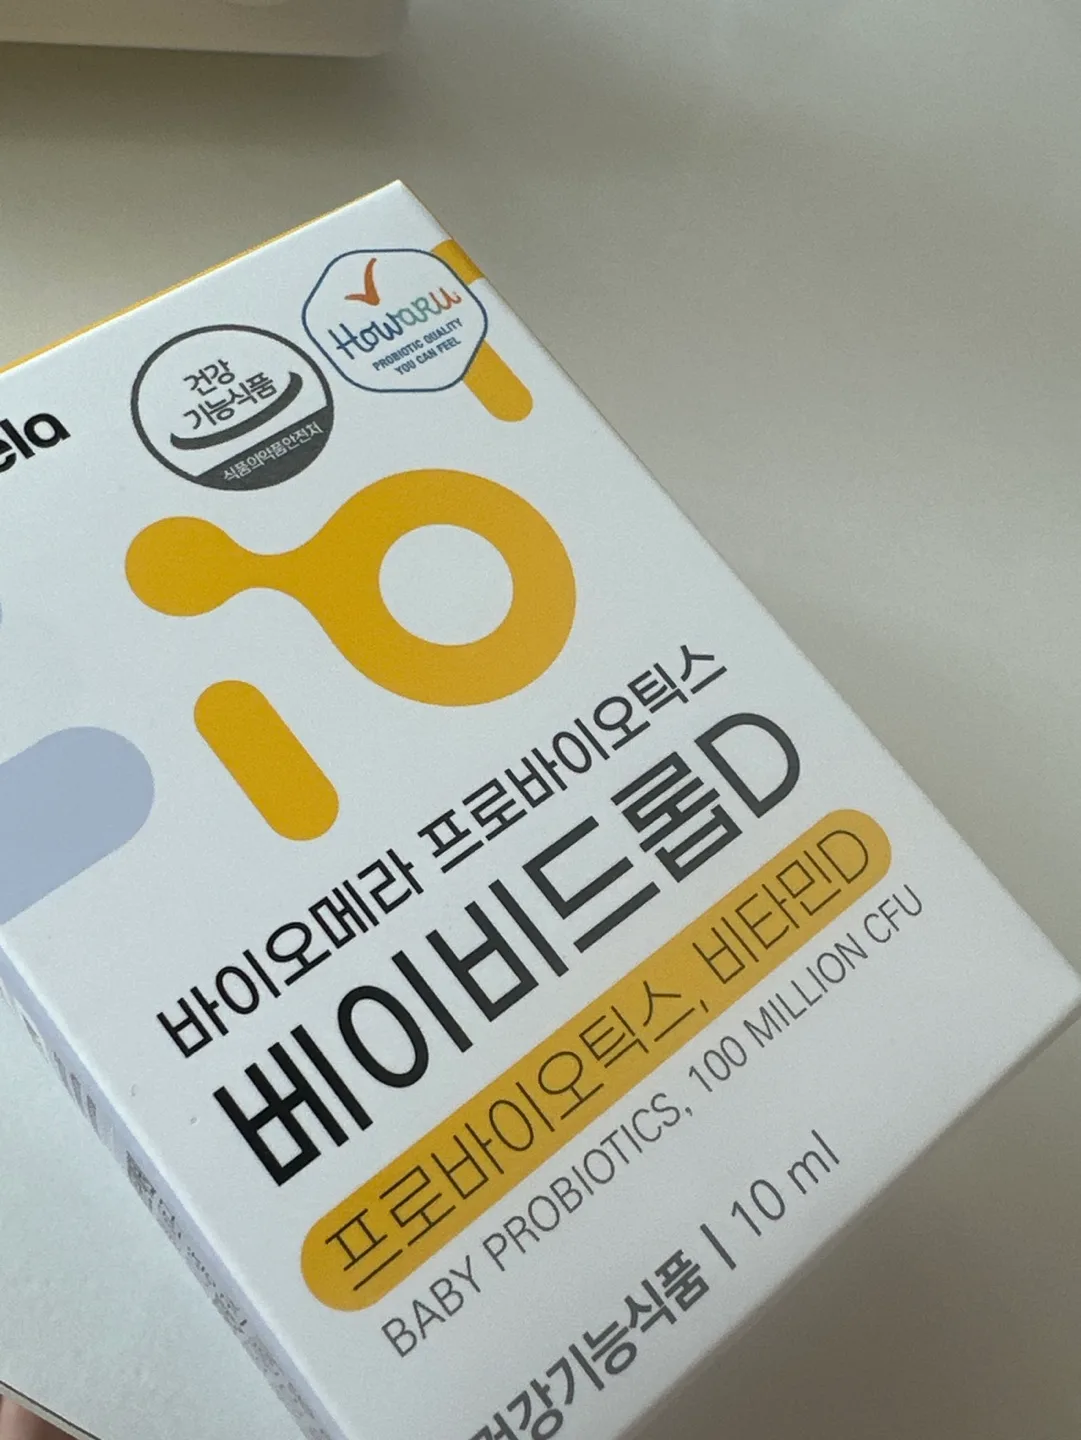 ela
건강
기능식품
식품의약품안전처
Howaru
PROBIOTIC QUALITY
YOU CAN FEEL
바이오메라 프로바이오틱스
베이비드롭D
프로바이오틱스, 비타민D
BABY PROBIOTICS, 100 MILLION CFU
건강기능식품 | 10 ml